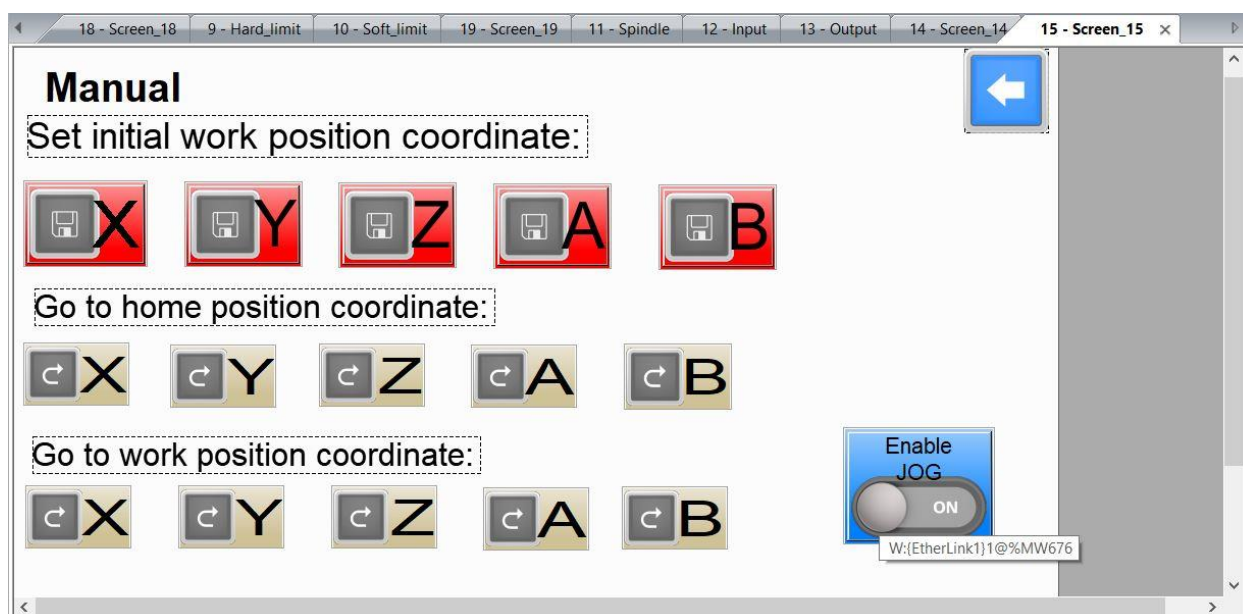 18 - Screen_18 9 - Hard_limit 10 - Soft_limit 19 - Screen_19 11 - Spindle 12 - Input 13 - Output 14 - Screen_14 15 - Screen_15
Manual
Set initial work position coordinate:
X Y Z A B
Go to home position coordinate:
X Y Z A B
Go to work position coordinate:
Enable
JOG
X Y Z A B
ON
W:{EtherLink1}1@%MW676